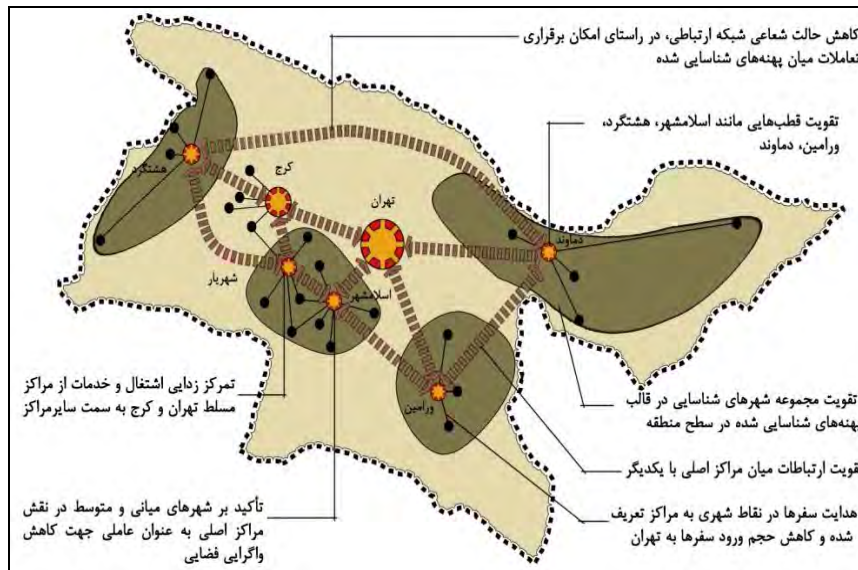 کاهش حالت شعاعی شبکه ارتباطی، در راستای امکان برقراری
تعاملات میان پهنه‌های شناسایی شده
تقویت قطب‌هایی مانند اسلامشهر، هشتگرد،
ورامین، دماوند
هشتگرد
کرج
تهران
دماوند
شهریار
اسلامشهر
ورامین
تمرکز زدایی اشتغال و خدمات از مراکز
مسلط تهران و کرج به سمت سایرمراکز
تقویت مجموعه شهرهای شناسایی در قالب
پهنه‌های شناسایی شده در سطح منطقه
تقویت ارتباطات میان مراکز اصلی با یکدیگر
هدایت سفرها در نقاط شهری به مراکز تعریف
شده و کاهش حجم ورود سفرها به تهران
تأکید بر شهرهای میانی و متوسط در نقش
مراکز اصلی به عنوان عاملی جهت کاهش
واگرایی فضایی